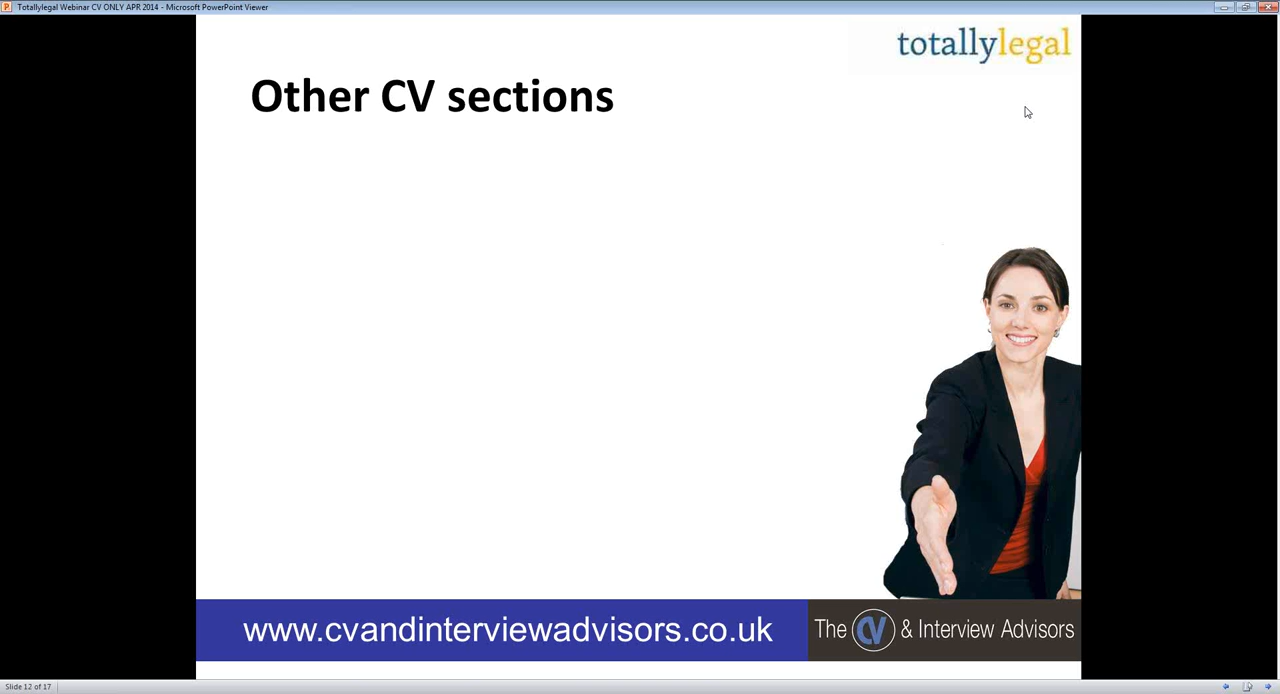 Totallylegal Webinar CV ONLY APR 2014 - Microsoft PowerPoint Viewer
totallylegal
Other CV sections
www.cvandinterviewadvisors.co.uk
The CV & Interview Advisors
Slide 12 of 17